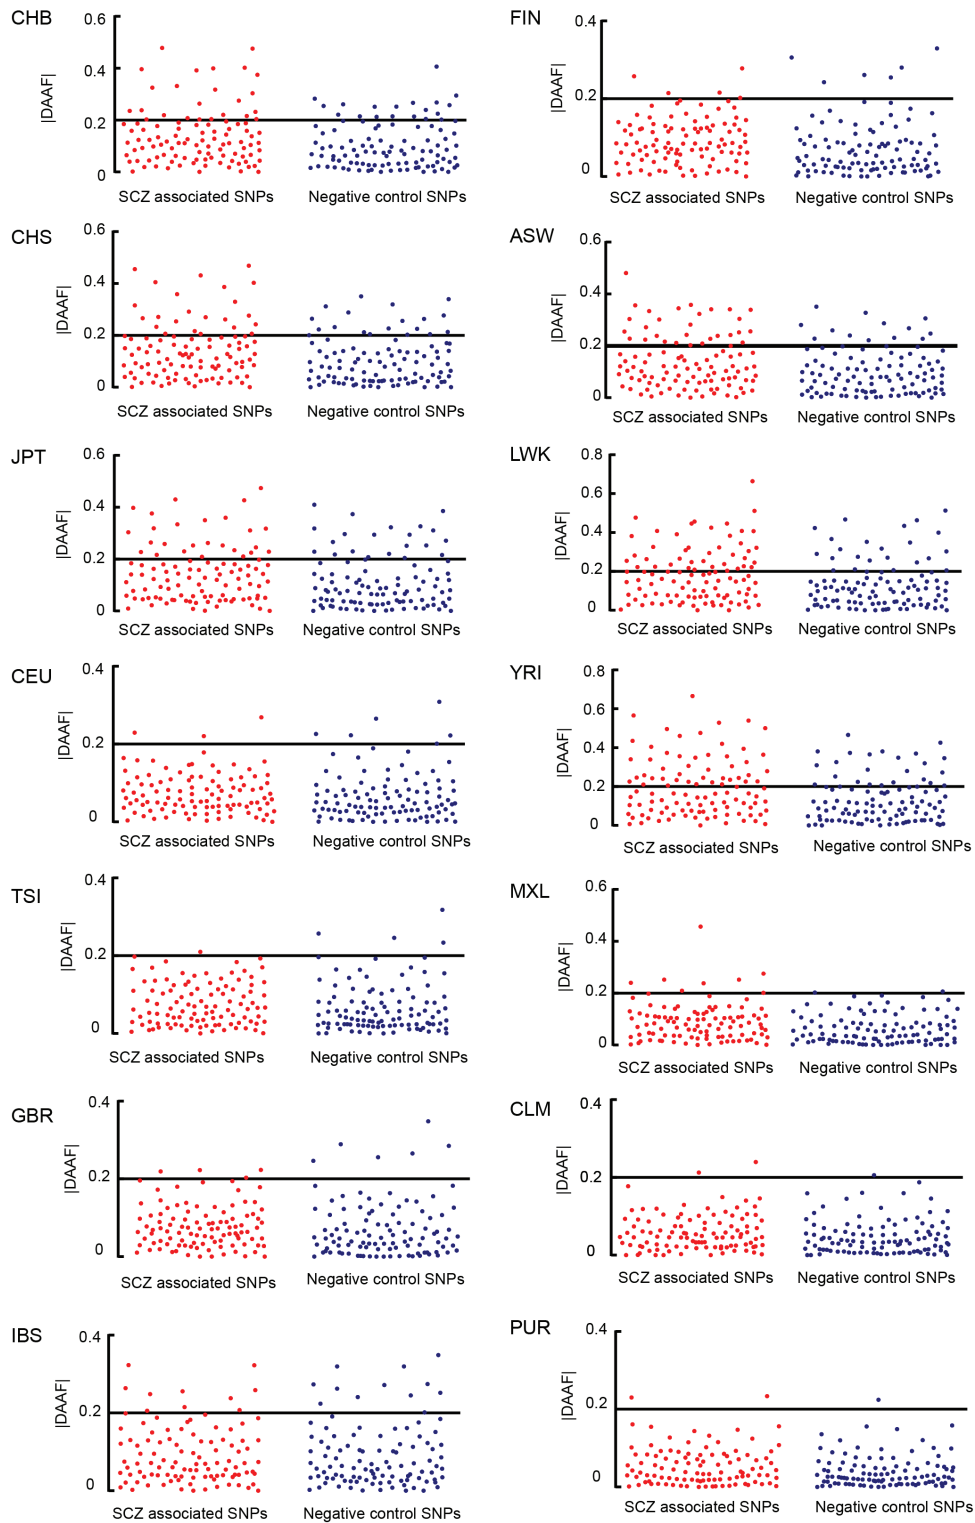 CHB
0.6
0.4
0.2
0
|DAAF|
SCZ associated SNPs
Negative control SNPs
FIN
0.4
0.2
0
|DAAF|
SCZ associated SNPs
Negative control SNPs
CHS
0.6
0.4
0.2
0
|DAAF|
SCZ associated SNPs
Negative control SNPs
ASW
0.6
0.4
0.2
0
|DAAF|
SCZ associated SNPs
Negative control SNPs
JPT
0.6
0.4
0.2
0
|DAAF|
SCZ associated SNPs
Negative control SNPs
LWK
0.8
0.6
0.4
0.2
0
|DAAF|
SCZ associated SNPs
Negative control SNPs
CEU
0.4
0.2
0
|DAAF|
SCZ associated SNPs
Negative control SNPs
YRI
0.8
0.6
0.4
0.2
0
|DAAF|
SCZ associated SNPs
Negative control SNPs
TSI
0.4
0.2
0
|DAAF|
SCZ associated SNPs
Negative control SNPs
MXL
0.6
0.4
0.2
0
|DAAF|
SCZ associated SNPs
Negative control SNPs
GBR
0.4
0.2
0
|DAAF|
SCZ associated SNPs
Negative control SNPs
CLM
0.4
0.2
0
|DAAF|
SCZ associated SNPs
Negative control SNPs
IBS
0.4
0.2
0
|DAAF|
SCZ associated SNPs
Negative control SNPs
PUR
0.4
0.2
0
|DAAF|
SCZ associated SNPs
Negative control SNPs